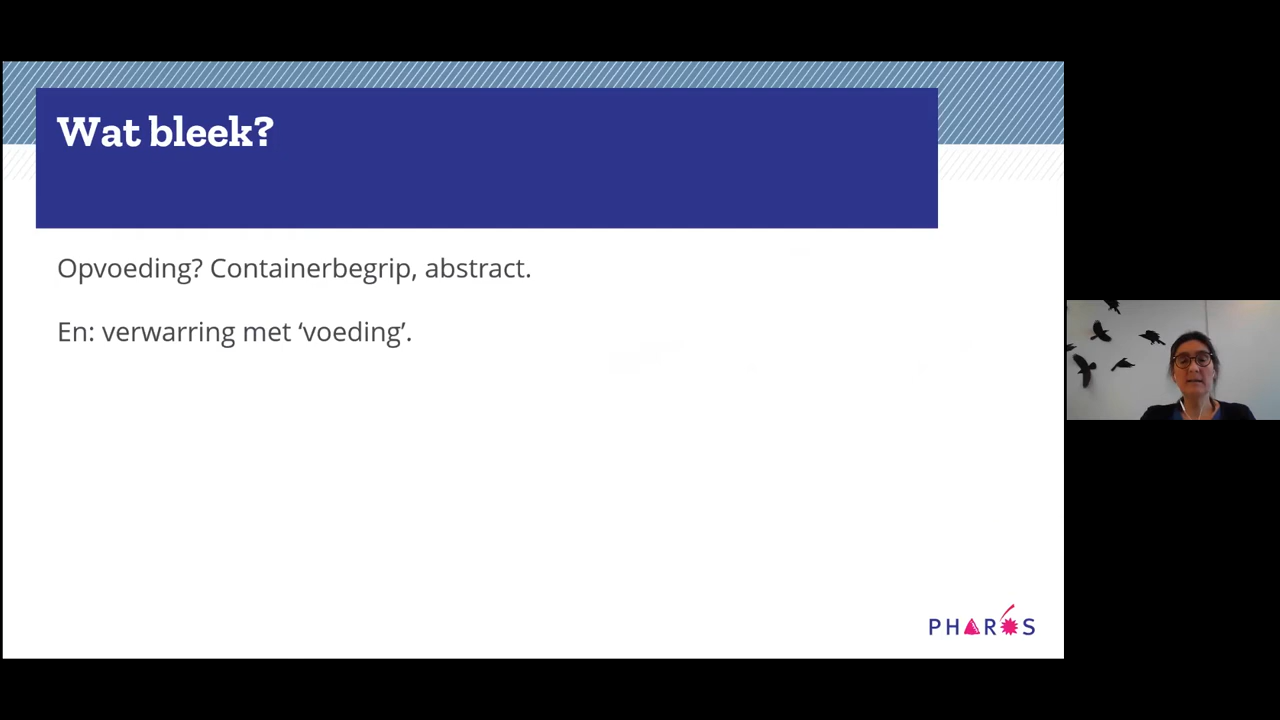 Wat bleek?
Opvoeding? Containerbegrip, abstract.
En: verwarring met ‘voeding’.
PHAROS